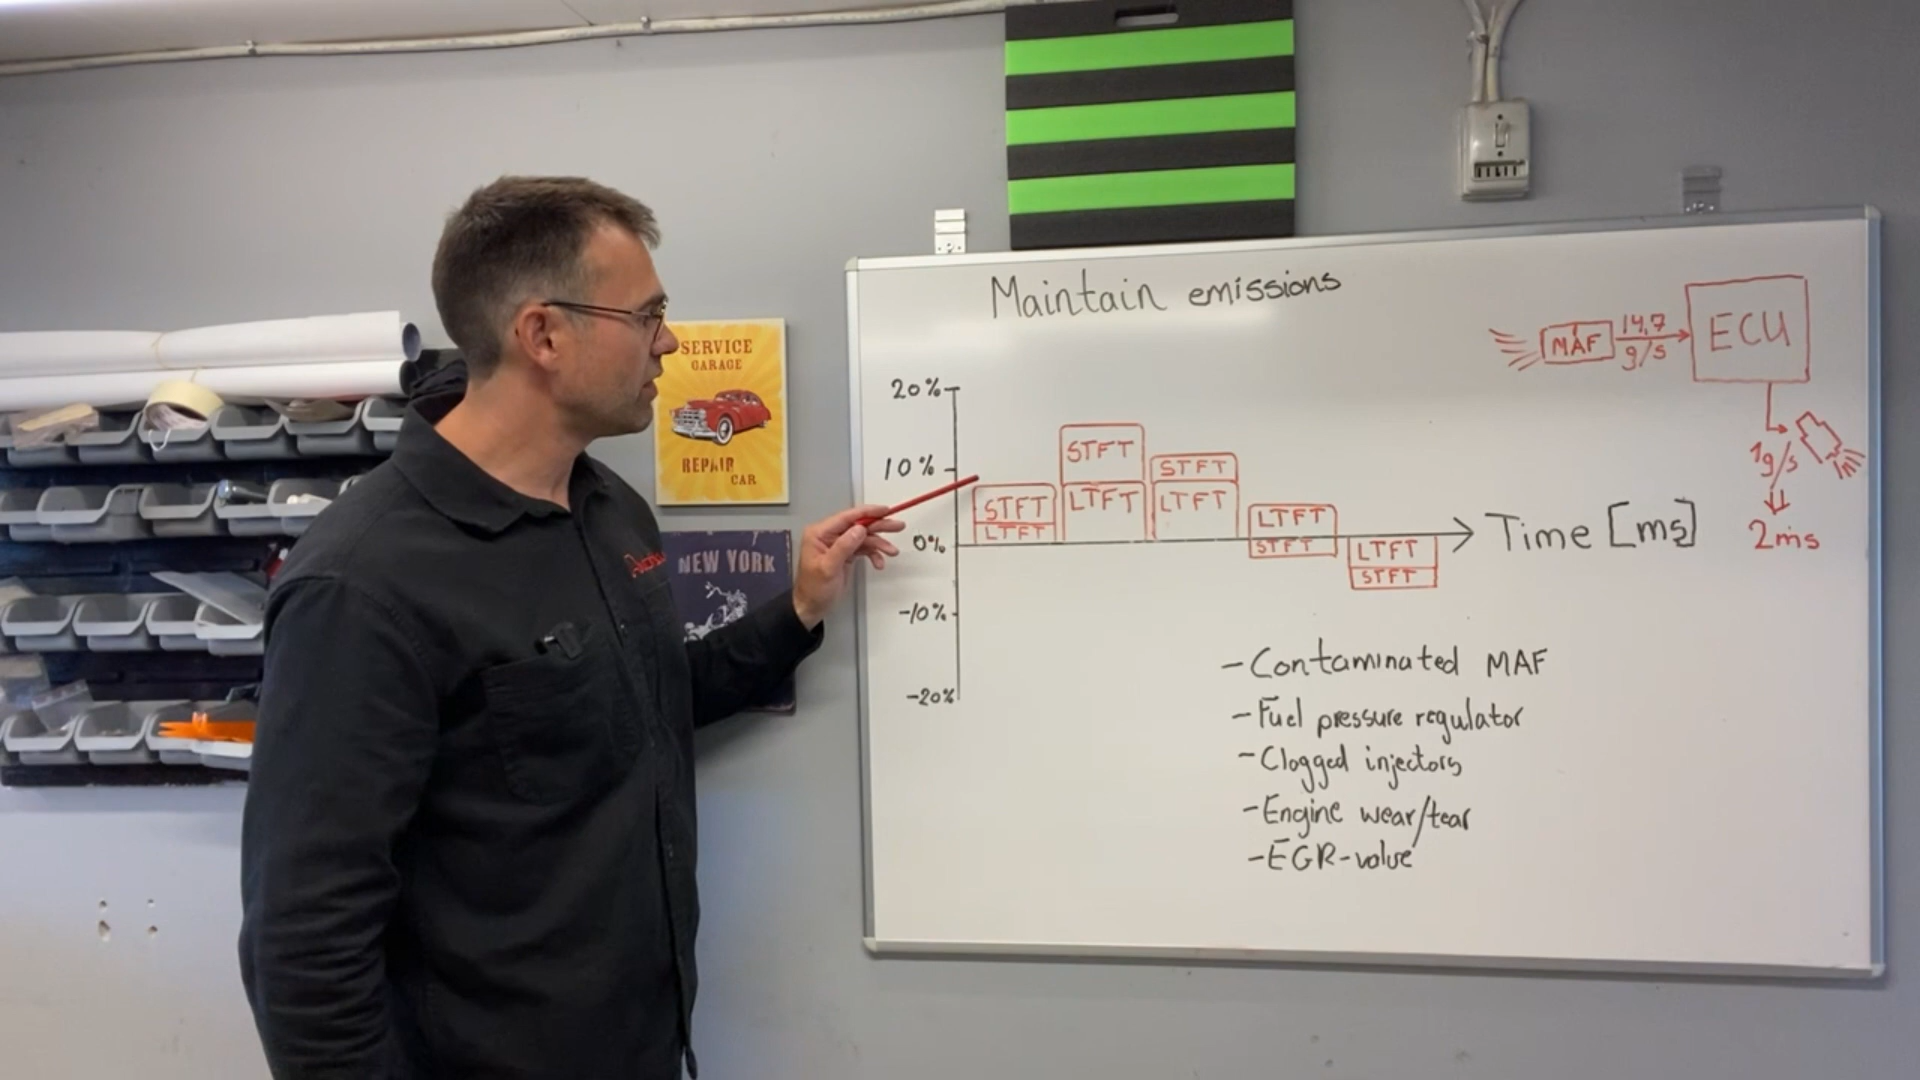 Maintain emissions
MAF
14,7
g/s
ECU
1g/s
2ms
20%
10%
0%
-10%
-20%
STFT
LTFT
STFT
LTFT
STFT
LTFT
LTFT
STFT
LTFT
STFT
Time [ms]
-Contaminated MAF
-Fuel pressure regulator
-Clogged injectors
-Engine wear/tear
-EGR-valve
SERVICE
GARAGE
REPAIR
CAR
NEW YORK